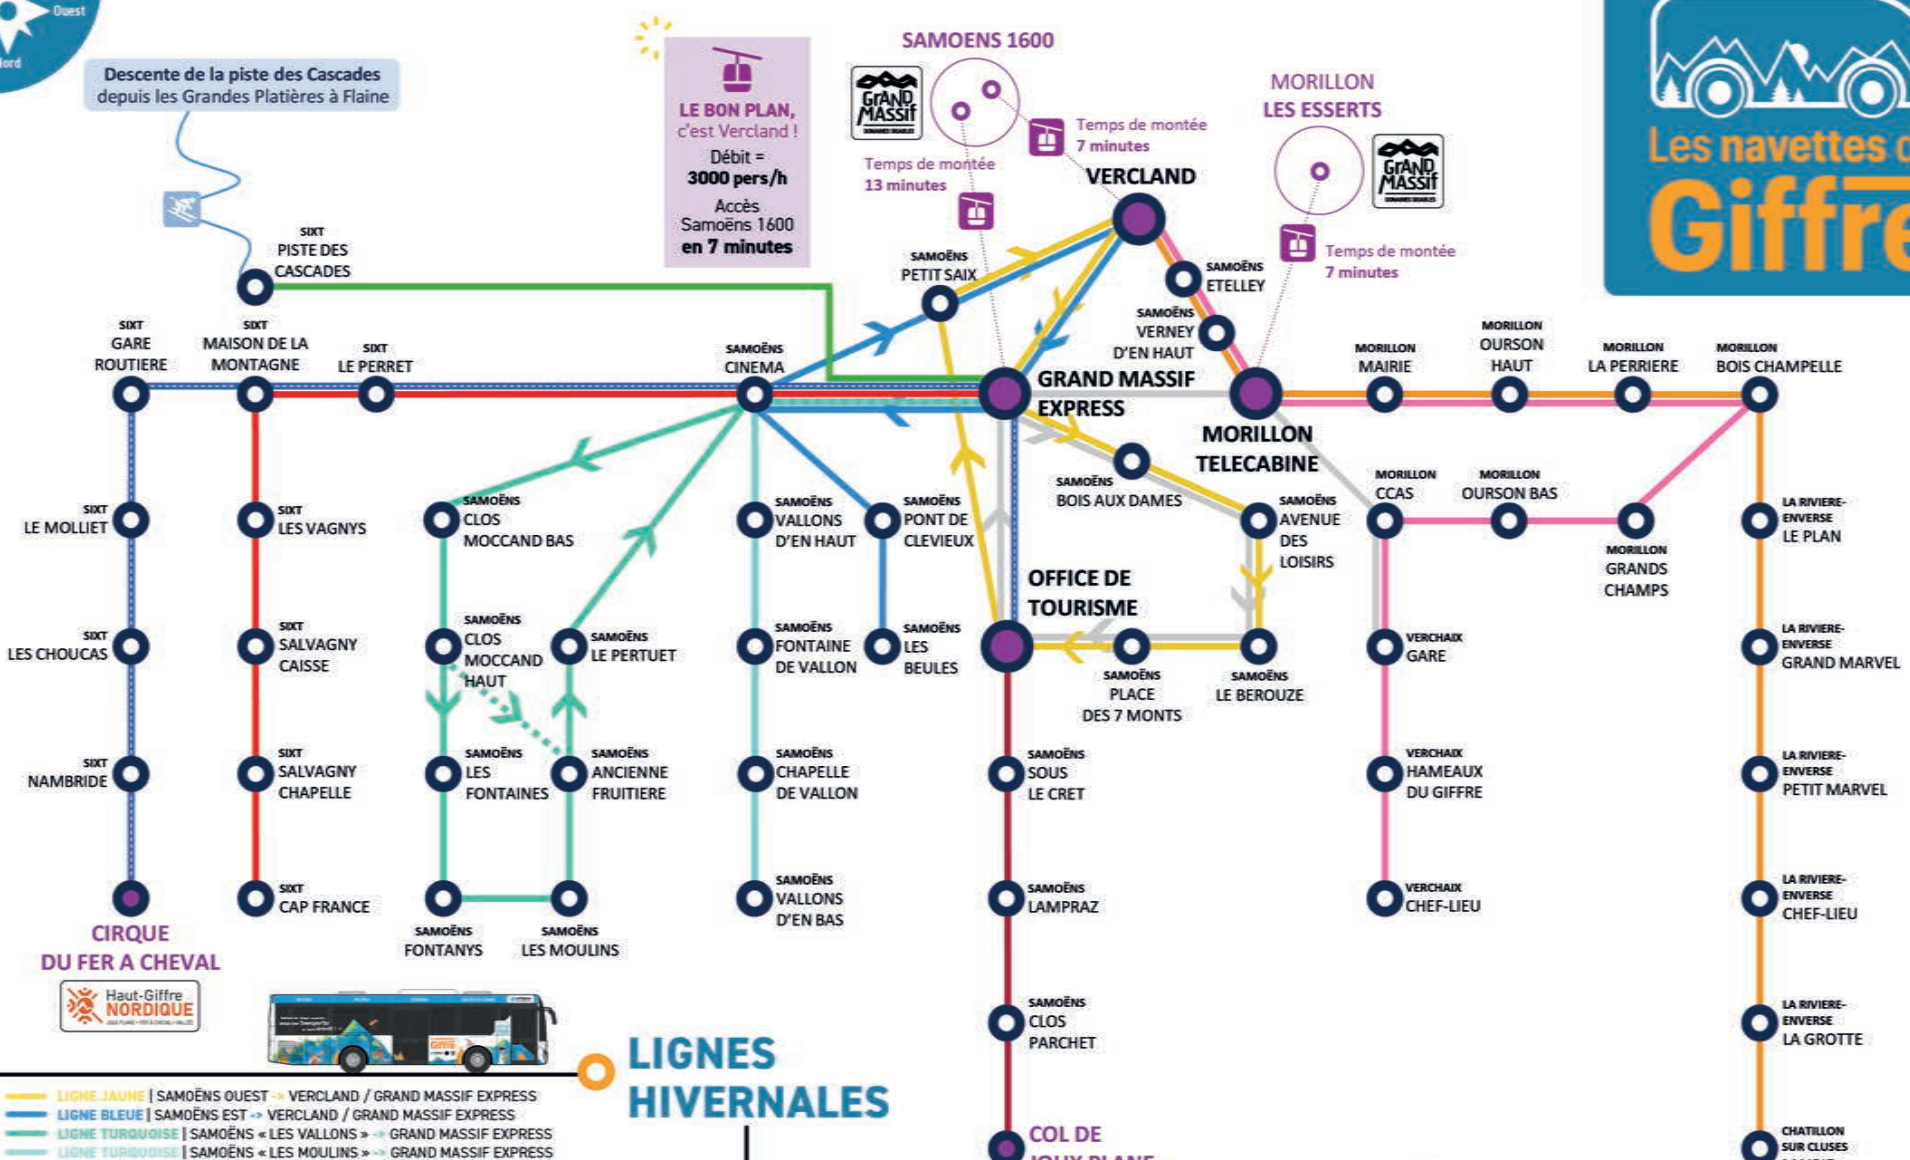 Ouest
Nord
Descente de la piste des Cascades
depuis les Grandes Platières à Flaine
LE BON PLAN,
c'est Vercland !
Débit =
3000 pers/h
Accès
Samoëns 1600
en 7 minutes
SAMOENS 1600
GRAND
MASSIF
DOMAINES SKIABLES
Temps de montée
13 minutes
Temps de montée
7 minutes
MORILLON
LES ESSERTS
GRAND
MASSIF
DOMAINES SKIABLES
Temps de montée
7 minutes
Les navettes
Giffre
VERCLAND
SIXT
PISTE DES
CASCADES
SAMOËNS
PETIT SAIX
SAMOËNS
ETELLEY
SAMOËNS
VERNEY
D'EN HAUT
SIXT
GARE
ROUTIERE
SIXT
MAISON DE LA
MONTAGNE
SIXT
LE PERRET
SAMOËNS
CINEMA
GRAND MASSIF
EXPRESS
MORILLON
TELECABINE
MORILLON
MAIRIE
MORILLON
OURSON
HAUT
MORILLON
LA PERRIERE
MORILLON
BOIS CHAMPELLE
SIXT
LE MOLLIET
SIXT
LES VAGNYS
SAMOËNS
CLOS
MOCCAND BAS
SAMOËNS
VALLONS
D'EN HAUT
SAMOËNS
PONT DE
CLEVIEUX
SAMOËNS
BOIS AUX DAMES
SAMOËNS
AVENUE
DES
LOISIRS
MORILLON
CCAS
MORILLON
OURSON BAS
MORILLON
GRANDS
CHAMPS
LA RIVIERE-
ENVERSE
LE PLAN
SIXT
LES CHOUCAS
SIXT
SALVAGNY
CAISSE
SAMOËNS
CLOS
MOCCAND
HAUT
SAMOËNS
LE PERTUET
SAMOËNS
FONTAINE
DE VALLON
SAMOËNS
LES
BEULES
OFFICE DE
TOURISME
SAMOËNS
PLACE
DES 7 MONTS
SAMOËNS
LE BEROUZE
VERCHAIX
GARE
LA RIVIERE-
ENVERSE
GRAND MARVEL
SIXT
NAMBRIDE
SIXT
SALVAGNY
CHAPELLE
SAMOËNS
LES
FONTAINES
SAMOËNS
ANCIENNE
FRUITIERE
SAMOËNS
CHAPELLE
DE VALLON
SAMOËNS
SOUS
LE CRET
VERCHAIX
HAMEAUX
DU GIFFRE
LA RIVIERE-
ENVERSE
PETIT MARVEL
CIRQUE
DU FER A CHEVAL
SIXT
CAP FRANCE
SAMOËNS
FONTANYS
SAMOËNS
LES MOULINS
SAMOËNS
VALLONS
D'EN BAS
SAMOËNS
LAMPRAZ
VERCHAIX
CHEF-LIEU
LA RIVIERE-
ENVERSE
CHEF-LIEU
Haut-Giffre
NORDIQUE
SAMOËNS
CLOS
PARCHET
LA RIVIERE-
ENVERSE
LA GROTTE
LIGNES
HIVERNALES
LIGNE JAUNE | SAMOËNS OUEST -> VERCLAND / GRAND MASSIF EXPRESS
LIGNE BLEUE | SAMOËNS EST -> VERCLAND / GRAND MASSIF EXPRESS
LIGNE TURQUOISE | SAMOËNS « LES VALLONS » -> GRAND MASSIF EXPRESS
LIGNE TURQUOISE | SAMOËNS « LES MOULINS » -> GRAND MASSIF EXPRESS
COL DE
JOUX PLANE
CHATILLON
SUR CLUSES